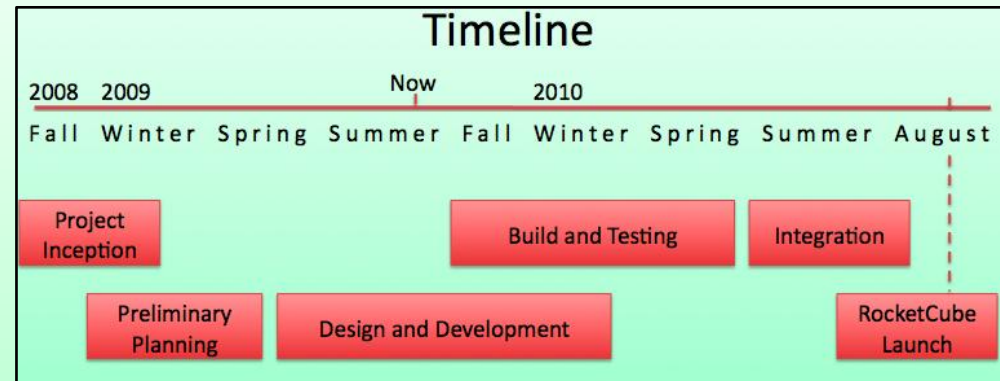 Timeline
2008 2009 Now 2010
Fall Winter Spring Summer Fall Winter Spring Summer August
Project
Inception
Build and Testing
Integration
Preliminary
Planning
Design and Development
RocketCube
Launch